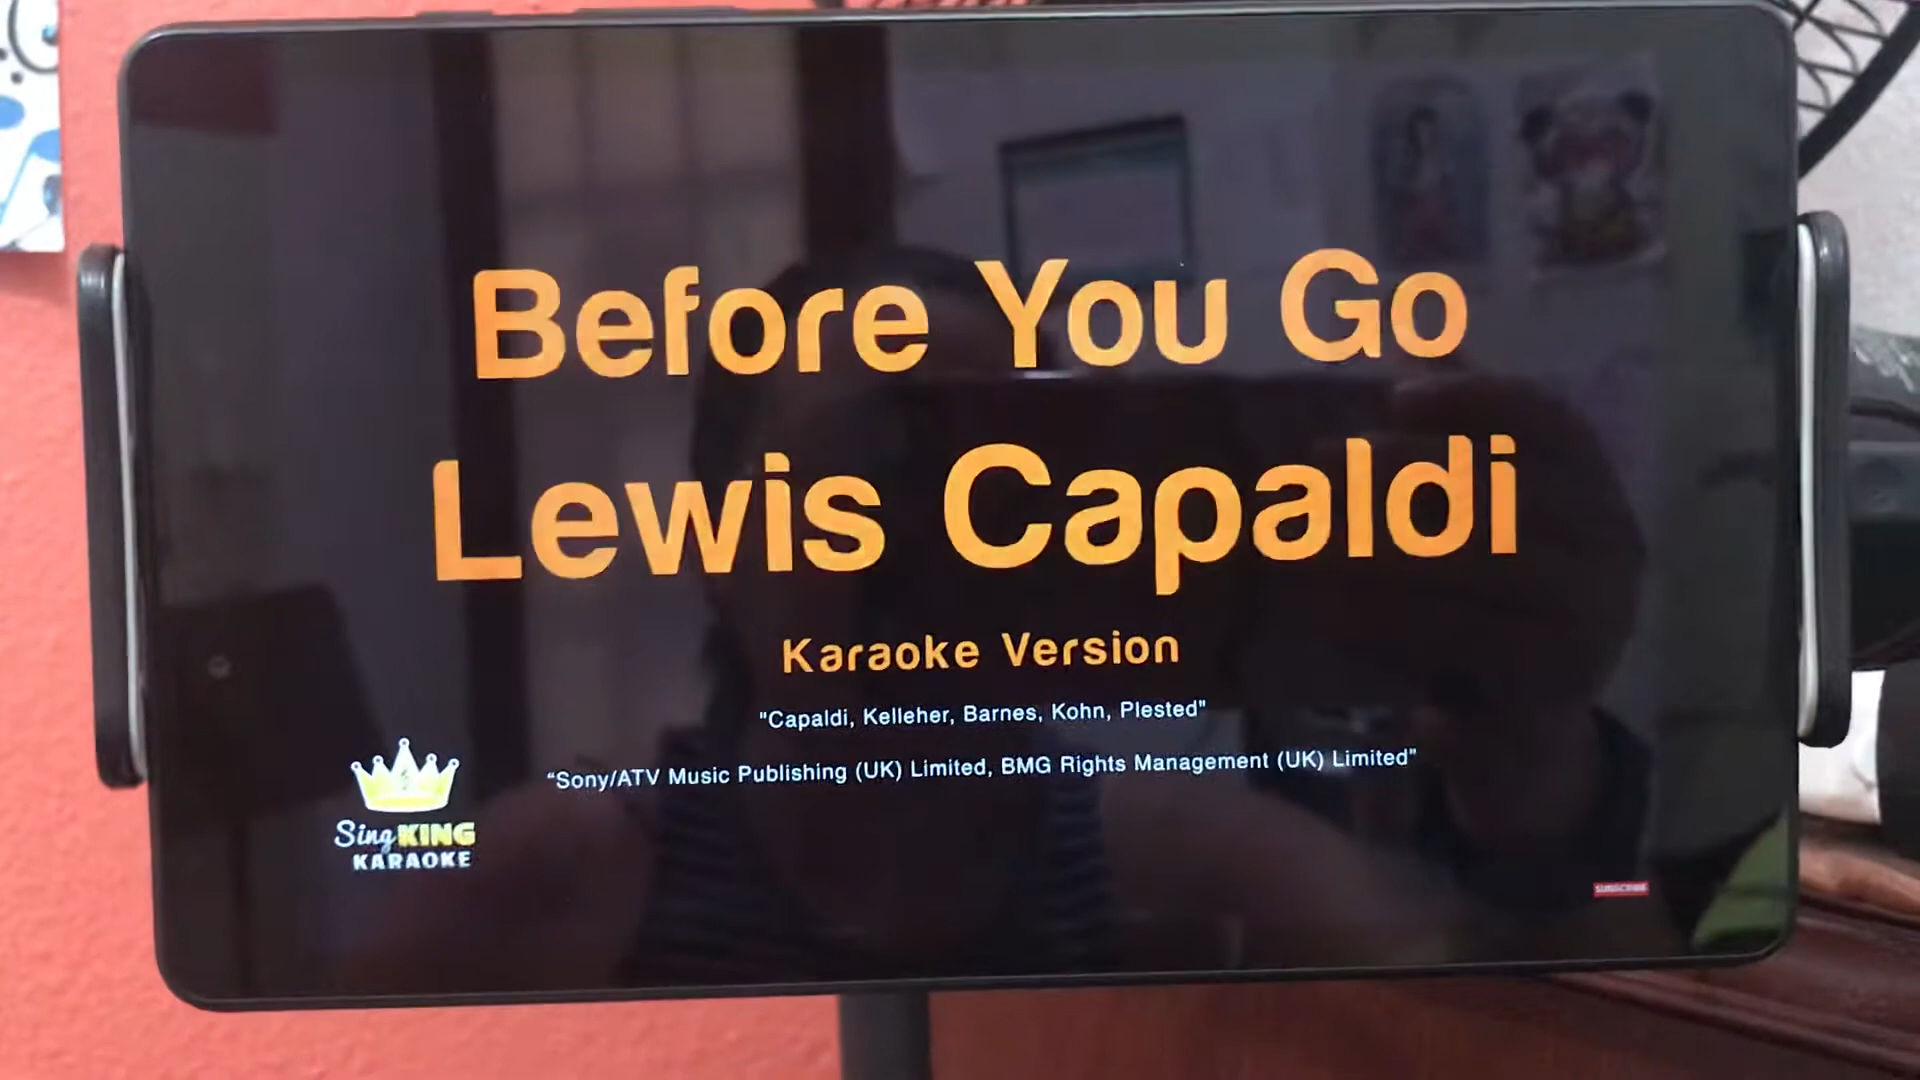 Before You Go
Lewis Capaldi
Karaoke Version
"Capaldi, Kelleher, Barnes, Kohn, Plested"
“Sony/ATV Music Publishing (UK) Limited, BMG Rights Management (UK) Limited”
Sing KING
KARAOKE
SUBSCRIBE